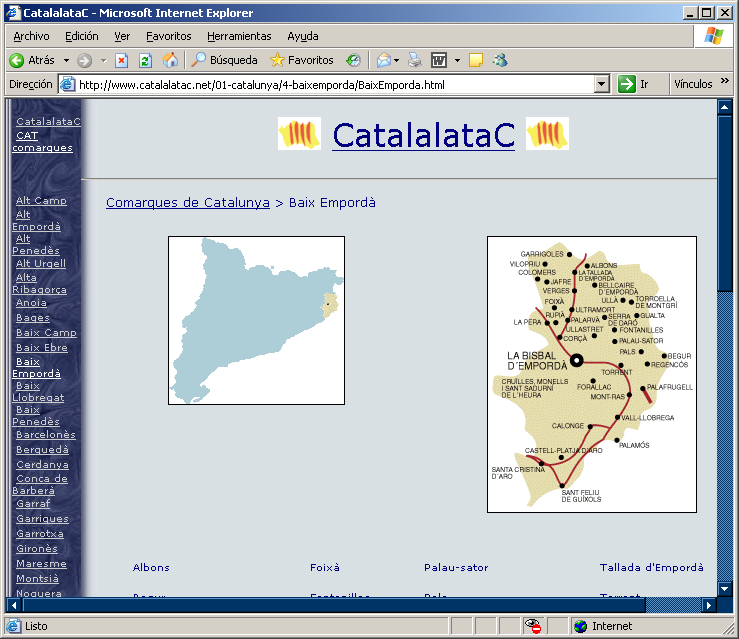 CatalalataC - Microsoft Internet Explorer
Archivo Edición Ver Favoritos Herramientas Ayuda
Atrás Búsqueda Favoritos
Dirección http://www.catalalatac.net/01-catalunya/4-baixemporda/BaixEmporda.html Ir Vínculos »
CatalalataC
CAT
comarques
Alt Camp
Alt
Empordà
Alt
Penedès
Alt Urgell
Alta
Ribagorça
Anoia
Bages
Baix Camp
Baix Ebre
Baix
Empordà
Baix
Llobregat
Baix
Penedès
Barcelonès
Berguedà
Cerdanya
Conca de
Barberà
Garraf
Garrigues
Garrotxa
Gironès
Maresme
Montsià
Noguera
CatalalataC
Comarques de Catalunya > Baix Empordà
GARRIGOLES
ALBONS
VILOPRIU
LA TALLADA
D'EMPORDÀ
COLOMERS
JAFRE
BELLCAIRE
D'EMPORDÀ
VERGES
FOIXÀ
ULLÀ
TORROELLA
DE MONTGRÍ
ULTRAMORT
RUPIÀ
PALARVÀ
SERRA
DE DARÓ
GUALTA
LA PERA
ULLASTRET
FONTANILLES
CORÇÀ
PALAU-SATOR
LA BISBAL
D´EMPORDÀ
PALS
BEGUR
TORRENT
REGENCÓS
CRUÏLLES, MONELLS
I SANT SADURNÍ
DE L'HEURA
FORALLAC
PALAFRUGELL
MONT-RAS
VALL-LLOBREGA
CALONGE
PALAMÓS
CASTELL-PLATJA D'ARO
SANTA CRISTINA
D'ARO
SANT FELIU
DE GUÍXOLS
Albons Foixà Palau-sator Tallada d'Empordà
Begur Fontanilles Pals Torrent
Listo Internet